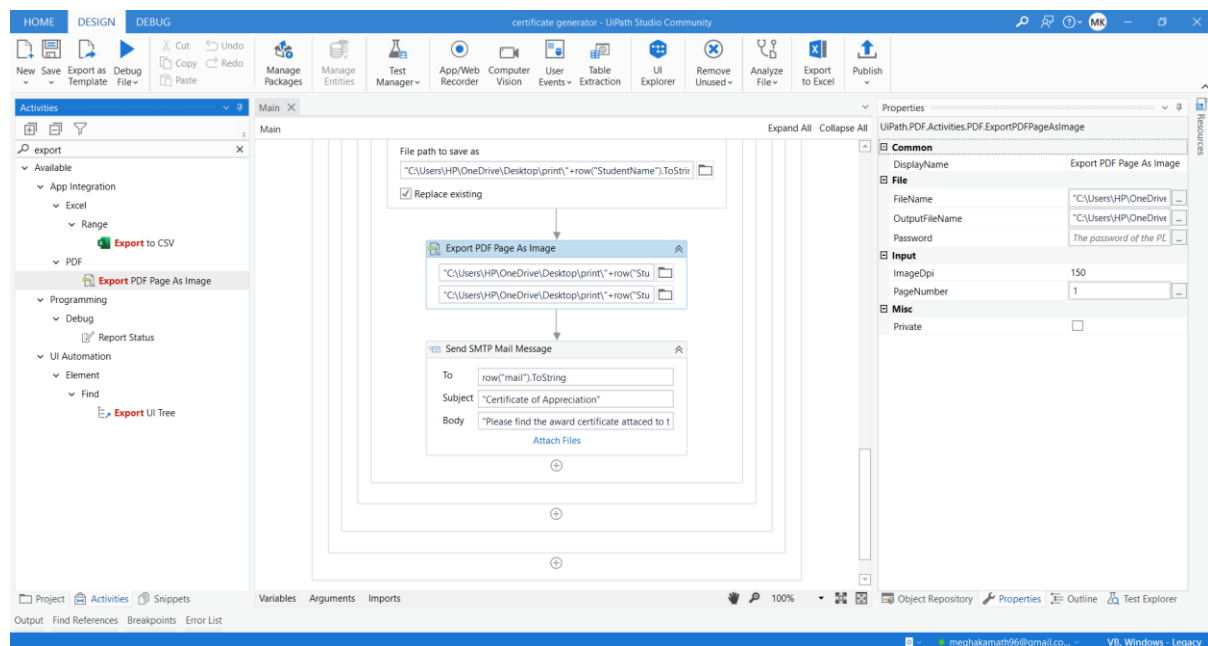 HOME DESIGN DEBUG certificate generator - UiPath Studio Community MK
New Save Export as Template Debug File Cut Copy Paste Undo Redo Manage Packages Manage Entities Test Manager App/Web Recorder Computer Vision User Events Table Extraction UI Explorer Remove Unused Analyze File Export to Excel Publish
Activities
export
Available
App Integration
Excel
Range
Export to CSV
PDF
Export PDF Page As Image
Programming
Debug
Report Status
UI Automation
Element
Find
Export UI Tree
Project Activities Snippets
Main
Main Expand All Collapse All
File path to save as
"C:\Users\HP\OneDrive\Desktop\print\"+row("StudentName").ToStrir
Replace existing
Export PDF Page As Image
"C:\Users\HP\OneDrive\Desktop\print\"+row("Stu
"C:\Users\HP\OneDrive\Desktop\print\"+row("Stu
Send SMTP Mail Message
To row("mail").ToString
Subject "Certificate of Appreciation"
Body "Please find the award certificate attaced to t
Attach Files
Variables Arguments Imports 100%
Properties
UiPath.PDF.Activities.PDF.ExportPDFPageAsImage
Common
DisplayName Export PDF Page As Image
File
FileName "C:\Users\HP\OneDrive ...
OutputFileName "C:\Users\HP\OneDrive ...
Password The password of the PD ...
Input
ImageDpi 150
PageNumber 1 ...
Misc
Private
Object Repository Properties Outline Test Explorer
Resources
Output Find References Breakpoints Error List
meghakamath96@gmail.co... VB, Windows - Legacy